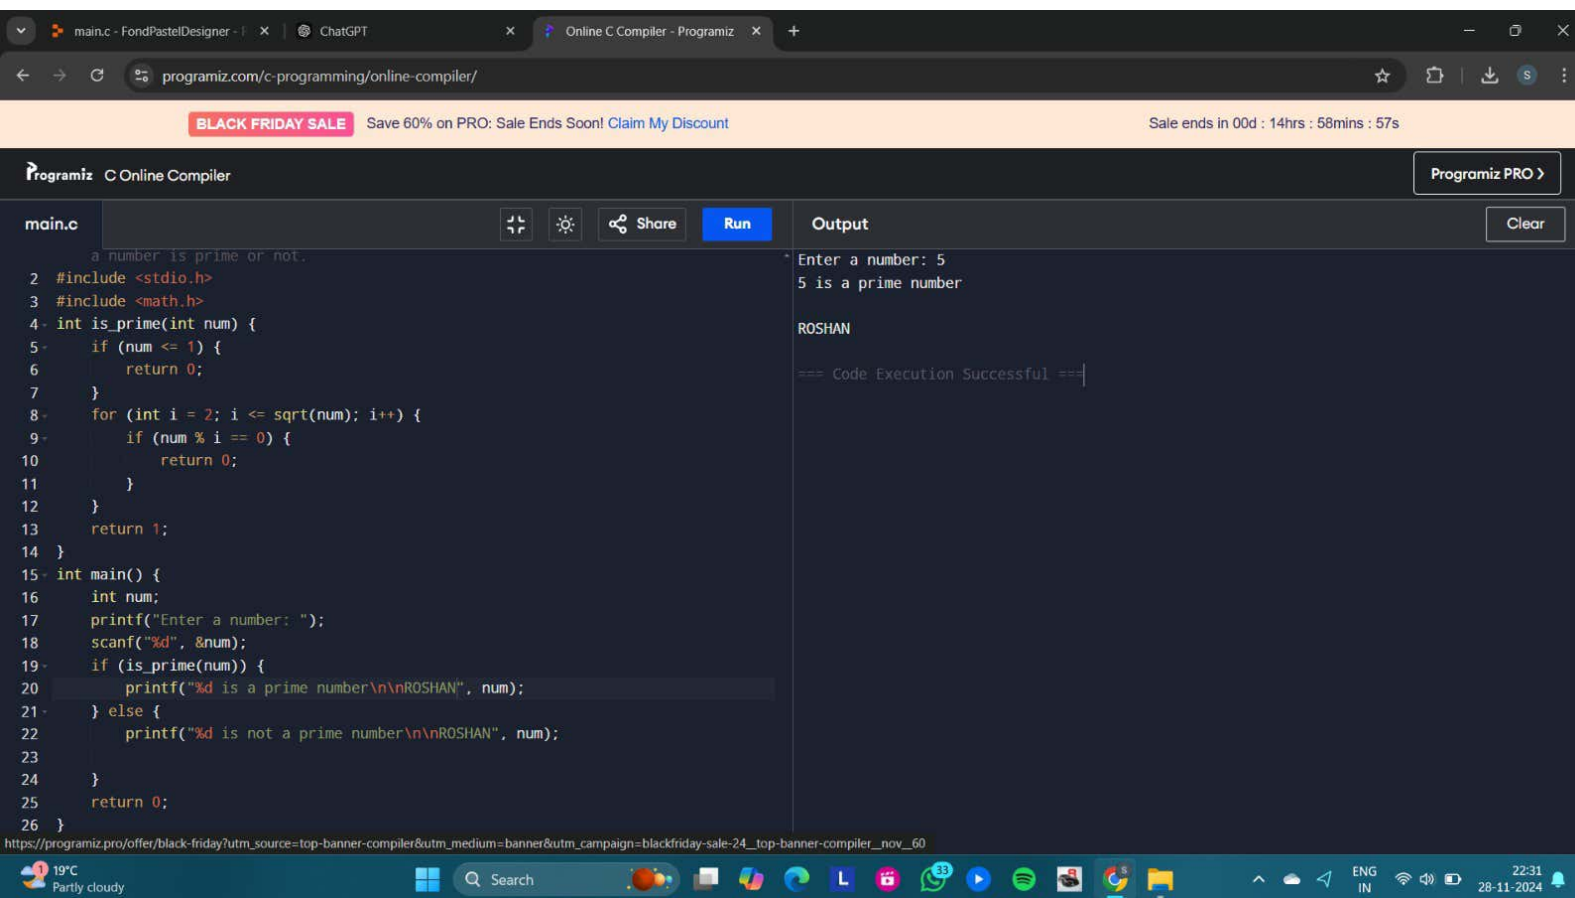 main.c - FondPastelDesigner - ChatGPT Online C Compiler - Programiz
programiz.com/c-programming/online-compiler/ S
BLACK FRIDAY SALE Save 60% on PRO: Sale Ends Soon! Claim My Discount Sale ends in 00d : 14hrs : 58mins : 57s
Programiz C Online Compiler Programiz PRO >
main.c Share Run Output Clear
a number is prime or not.
2 #include <stdio.h>
3 #include <math.h>
4 int is_prime(int num) {
5 if (num <= 1) {
6 return 0;
7 }
8 for (int i = 2; i <= sqrt(num); i++) {
9 if (num % i == 0) {
10 return 0;
11 }
12 }
13 return 1;
14 }
15 int main() {
16 int num;
17 printf("Enter a number: ");
18 scanf("%d", &num);
19 if (is_prime(num)) {
20 printf("%d is a prime number\n\nROSHAN", num);
21 } else {
22 printf("%d is not a prime number\n\nROSHAN", num);
23
24 }
25 return 0;
26 }
Enter a number: 5
5 is a prime number
ROSHAN
=== Code Execution Successful ===
https://programiz.pro/offer/black-friday?utm_source=top-banner-compiler&utm_medium=banner&utm_campaign=blackfriday-sale-24__top-banner-compiler__nov__60
1 19°C
Partly cloudy
Search
L
33
S
ENG
IN
22:31
28-11-2024